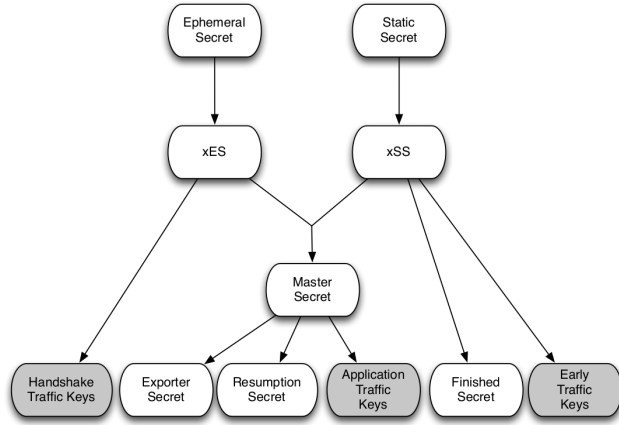 Ephemeral
Secret
Static
Secret
xES
xSS
Master
Secret
Handshake
Traffic Keys
Exporter
Secret
Resumption
Secret
Application
Traffic
Keys
Finished
Secret
Early
Traffic
Keys